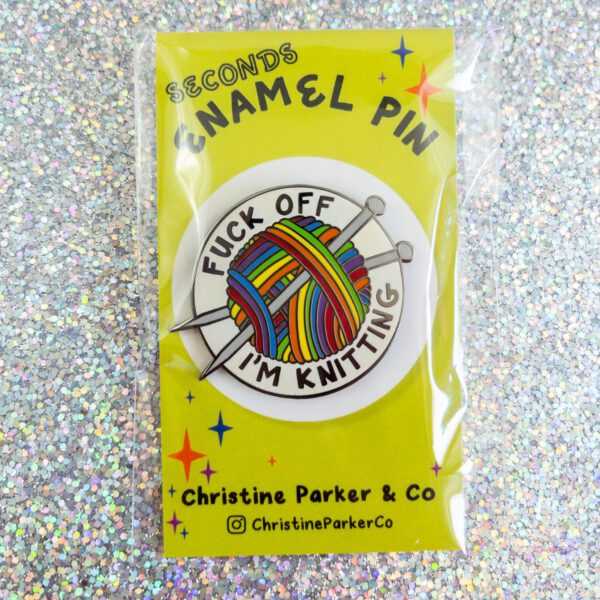 SECONDS
ENAMEL PIN
FUCK OFF
I'M KNITTING
Christine Parker & Co
ChristineParkerCo